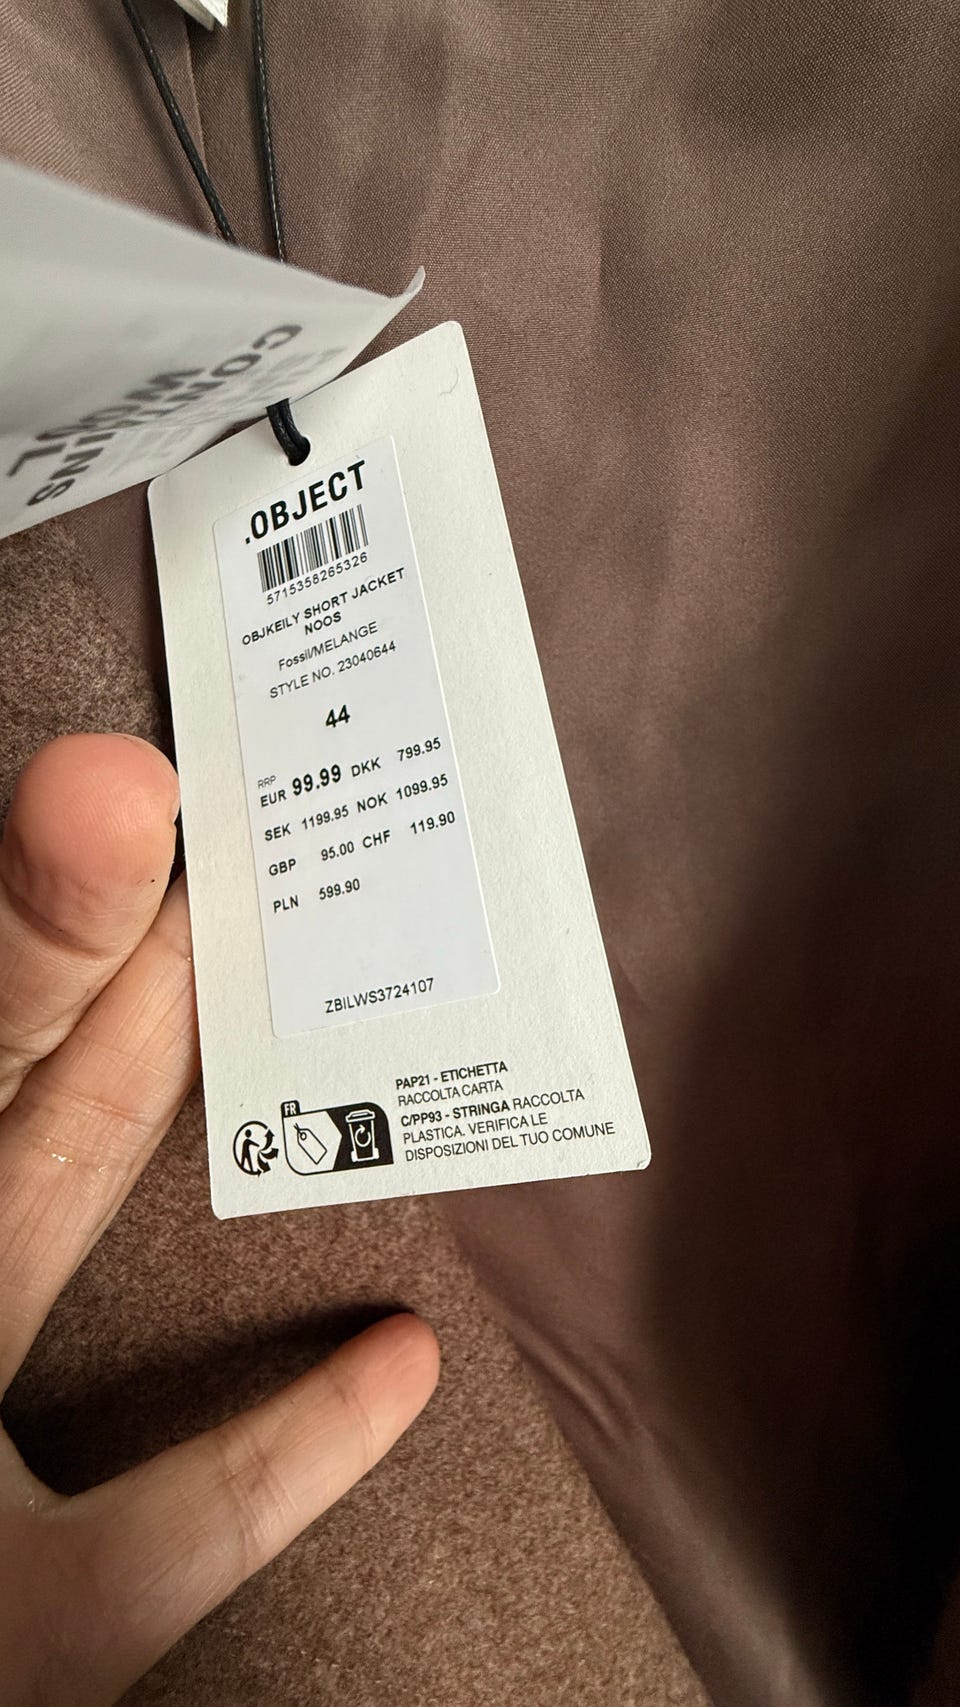 CONTAINS
WOOL
.OBJECT
5715358265326
OBJKEILY SHORT JACKET
NOOS
Fossil/MELANGE
STYLE NO. 23040644
44
RRP
EUR 99.99 DKK 799.95
SEK 1199.95 NOK 1099.95
GBP 95.00 CHF 119.90
PLN 599.90
ZBILWS3724107
FR
PAP21 - ETICHETTA
RACCOLTA CARTA
C/PP93 - STRINGA RACCOLTA
PLASTICA. VERIFICA LE
DISPOSIZIONI DEL TUO COMUNE